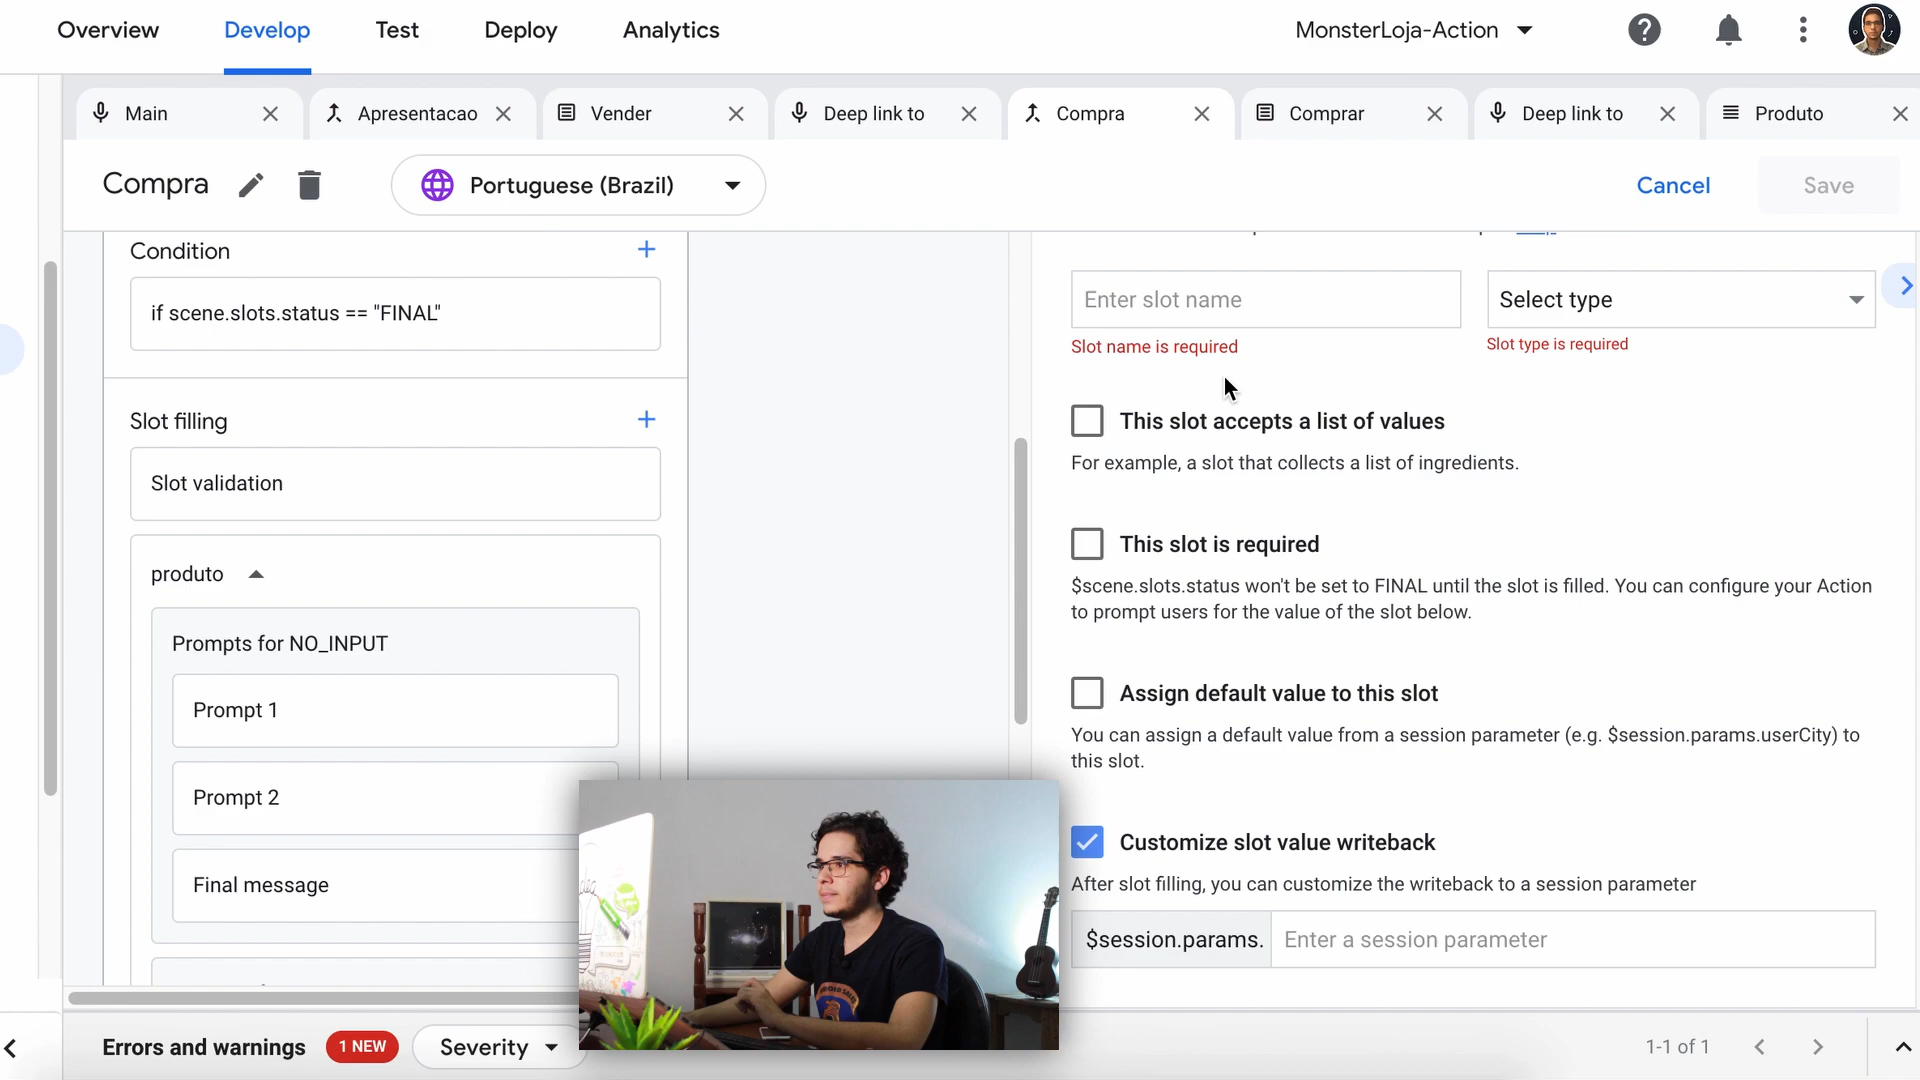 Overview
Develop
Test
Deploy
Analytics
MonsterLoja-Action
Main
Apresentacao
Vender
Deep link to
Compra
Comprar
Deep link to
Produto
Compra
Portuguese (Brazil)
Cancel
Save
Condition
if scene.slots.status == "FINAL"
Slot filling
Slot validation
produto
Prompts for NO_INPUT
Prompt 1
Prompt 2
Final message
Enter slot name
Select type
Slot name is required
Slot type is required
This slot accepts a list of values
For example, a slot that collects a list of ingredients.
This slot is required
$scene.slots.status won't be set to FINAL until the slot is filled. You can configure your Action
to prompt users for the value of the slot below.
Assign default value to this slot
You can assign a default value from a session parameter (e.g. $session.params.userCity) to
this slot.
Customize slot value writeback
After slot filling, you can customize the writeback to a session parameter
$session.params.
Enter a session parameter
Errors and warnings
1 NEW
Severity
1-1 of 1